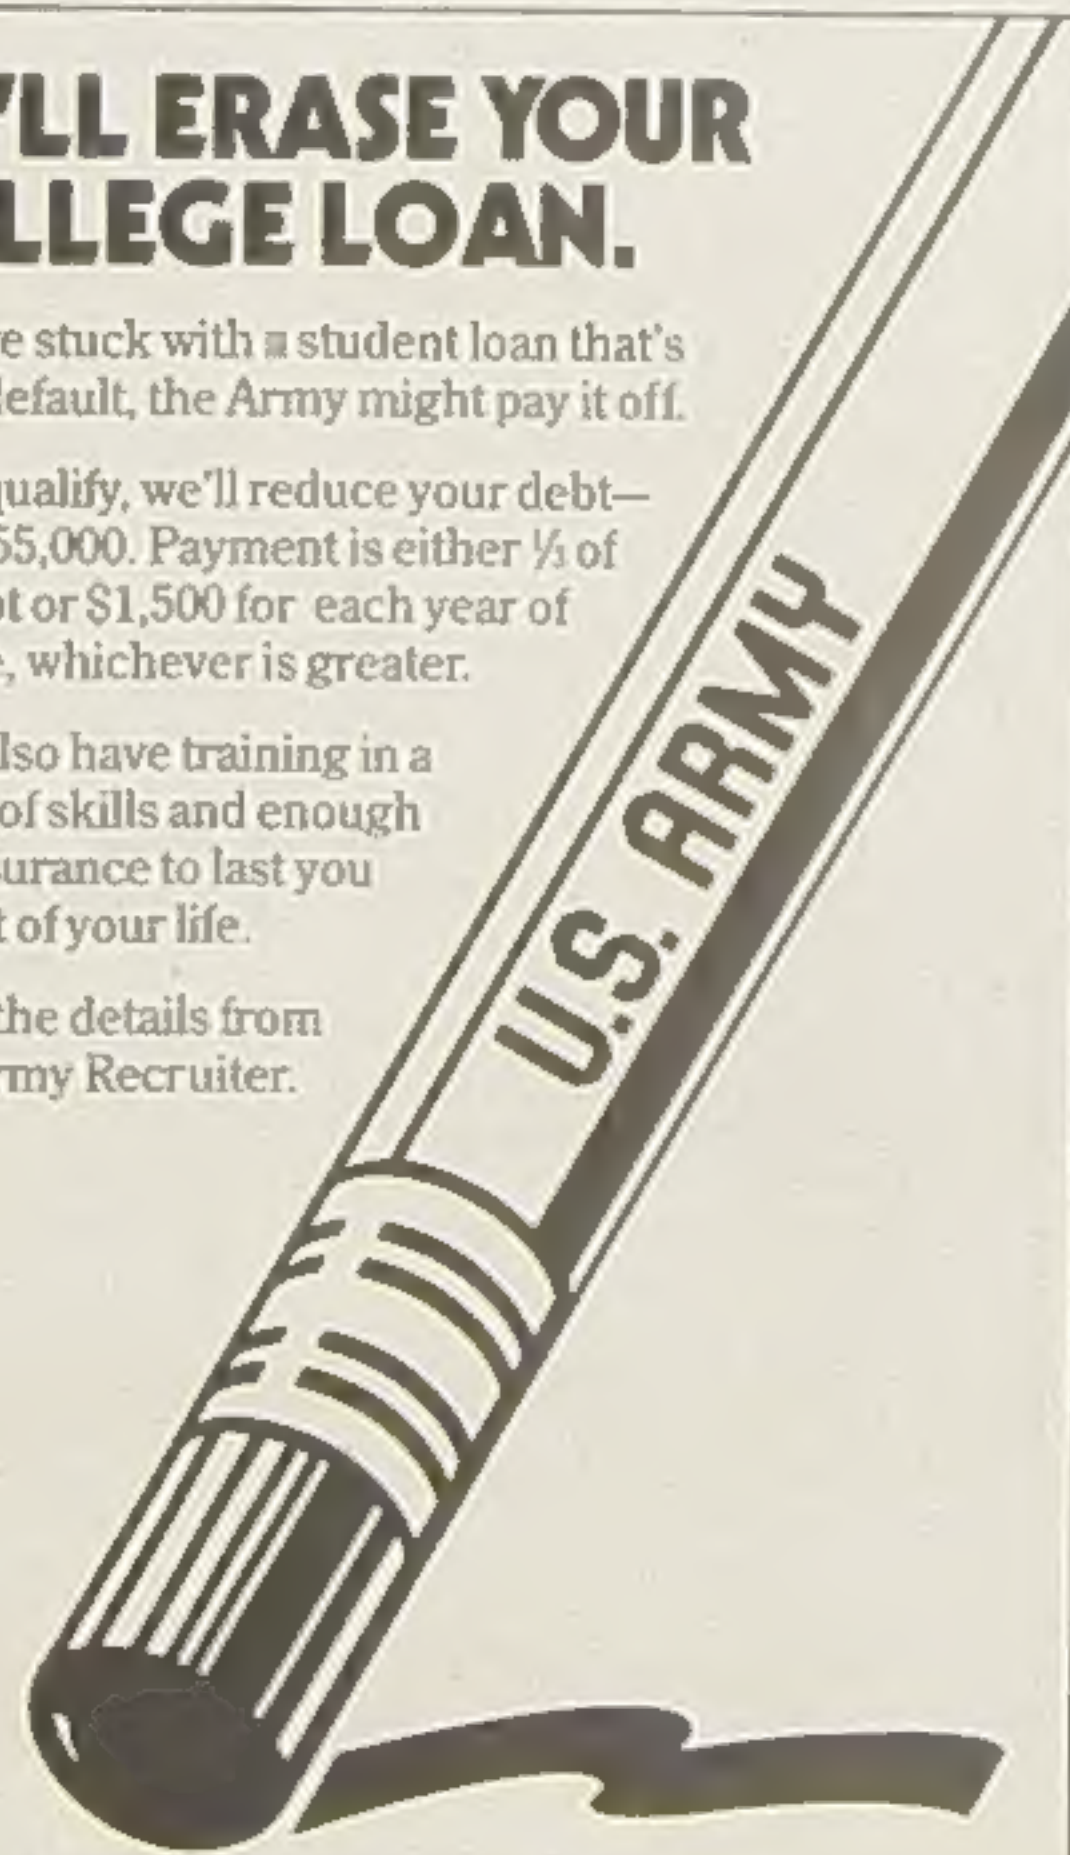 'LL ERASE YOUR
LLEGE LOAN.
e stuck with a student loan that's
default, the Army might pay it off.
qualify, we'll reduce your debt—
55,000. Payment is either ⅓ of
bt or $1,500 for each year of
e, whichever is greater.
lso have training in a
of skills and enough
surance to last you
t of your life.
the details from
rmy Recruiter.
U.S. ARMY